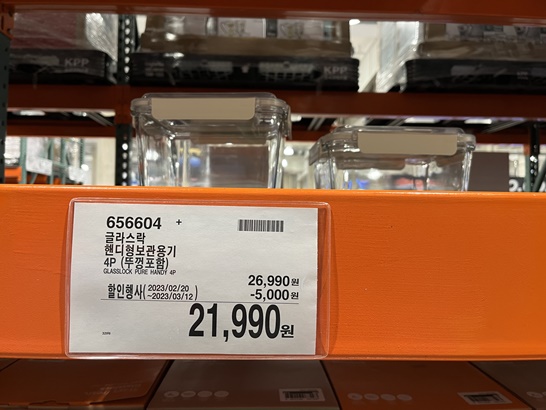 KPP
KPP
656604 +
글라스락
핸디형보관용기
4P (뚜껑포함)
GLASSLOCK PURE HANDY 4P
26,990원
할인행사( 2023/02/20 ~2023/03/12 )
-5,000원
21,990원